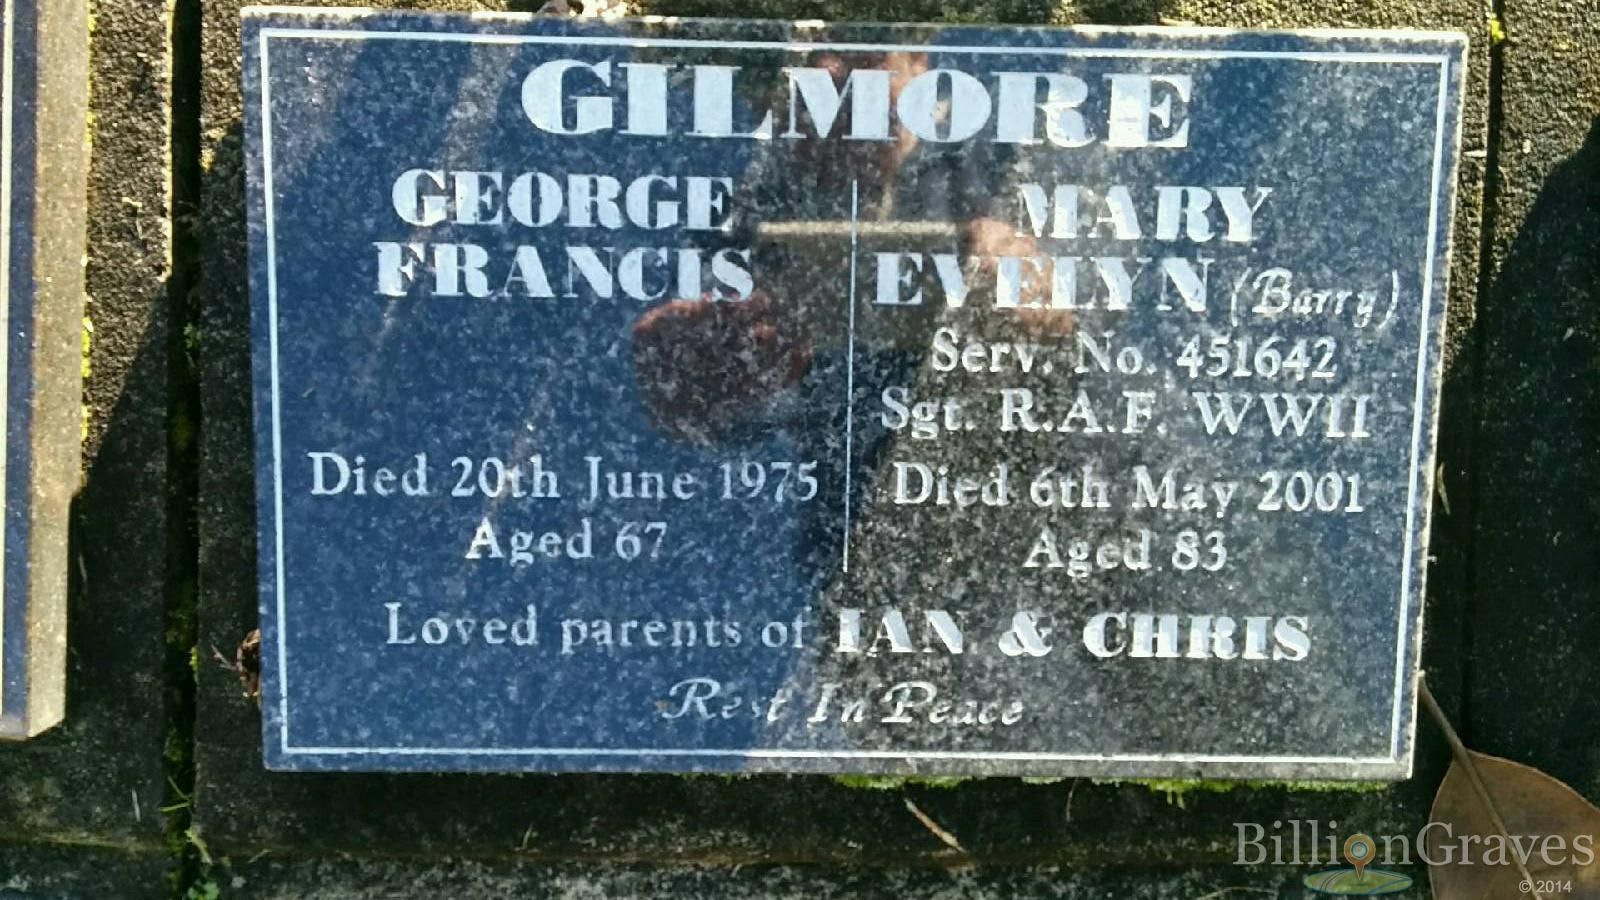 GILMORE
GEORGE
FRANCIS
Died 20th June 1975
Aged 67
MARY
EVELYN (Barry)
Serv. No. 451642
Sgt. R.A.F. WWII
Died 6th May 2001
Aged 83
Loved parents of IAN & CHRIS
Rest In Peace
BillionGraves
© 2014